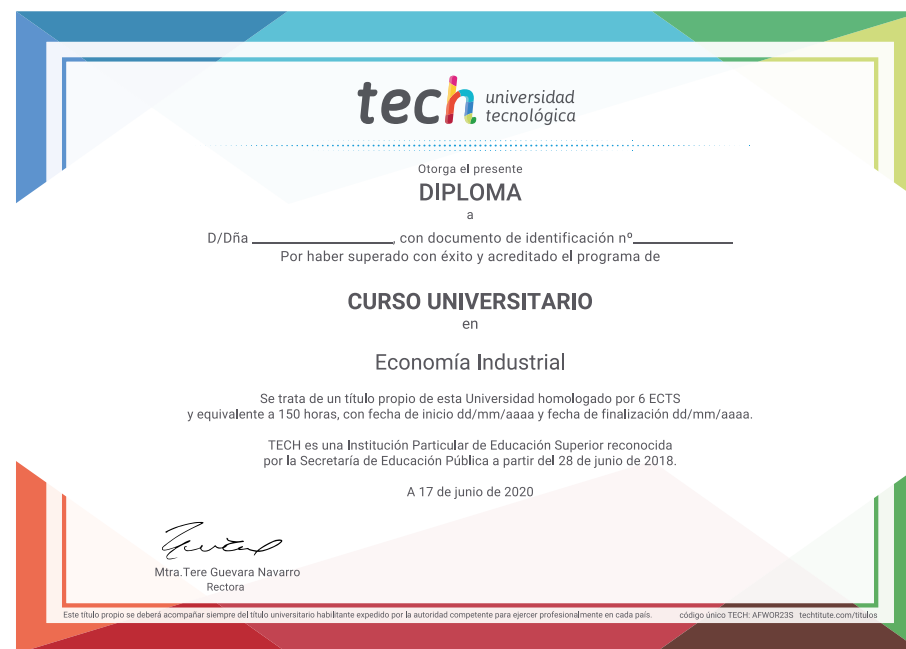 tech universidad
tecnológica
Otorga el presente
DIPLOMA
a
D/Dña ____________________, con documento de identificación nº______________
Por haber superado con éxito y acreditado el programa de
CURSO UNIVERSITARIO
en
Economía Industrial
Se trata de un título propio de esta Universidad homologado por 6 ECTS
y equivalente a 150 horas, con fecha de inicio dd/mm/aaaa y fecha de finalización dd/mm/aaaa.
TECH es una Institución Particular de Educación Superior reconocida
por la Secretaría de Educación Pública a partir del 28 de junio de 2018.
A 17 de junio de 2020
Mtra.Tere Guevara Navarro
Rectora
Este título propio se deberá acompañar siempre del título universitario habilitante expedido por la autoridad competente para ejercer profesionalmente en cada país. código único TECH: AFWOR23S techtitute.com/titulos